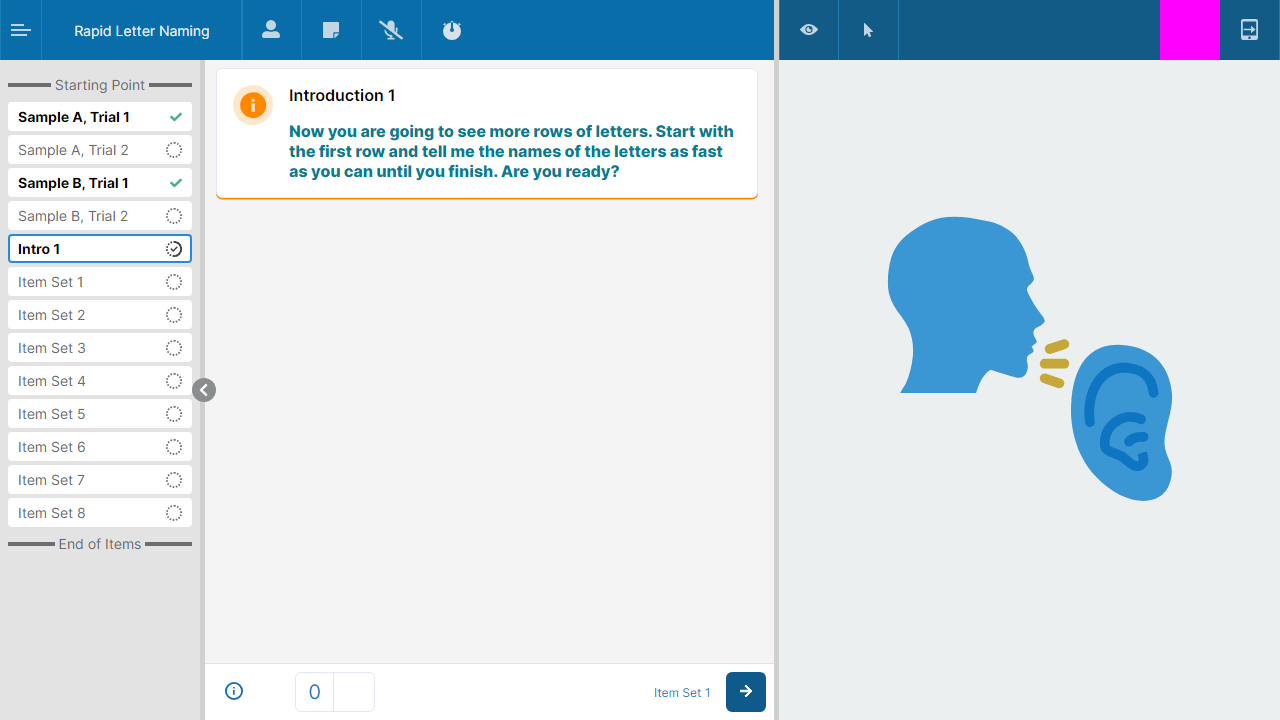 Rapid Letter Naming
Starting Point
Sample A, Trial 1
Sample A, Trial 2
Sample B, Trial 1
Sample B, Trial 2
Intro 1
Item Set 1
Item Set 2
Item Set 3
Item Set 4
Item Set 5
Item Set 6
Item Set 7
Item Set 8
End of Items
Introduction 1
Now you are going to see more rows of letters. Start with
the first row and tell me the names of the letters as fast
as you can until you finish. Are you ready?
0
Item Set 1